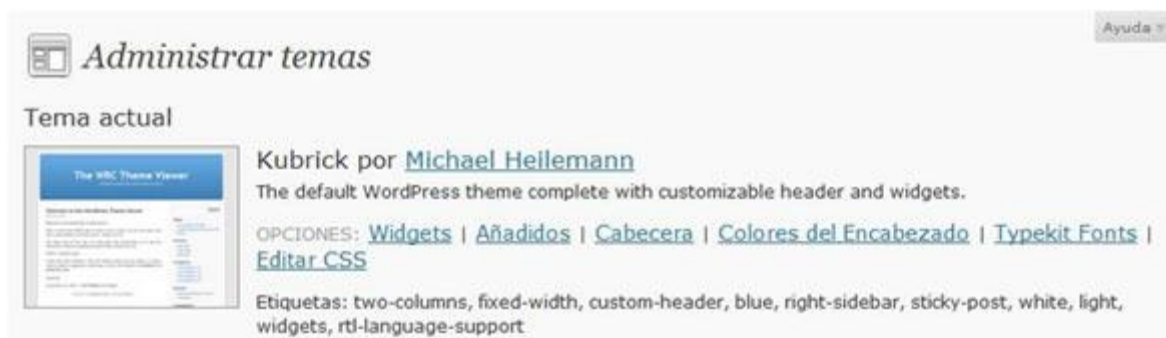 Ayuda
Administrar temas
Tema actual
The WRC Theme Viewer
Kubrick por Michael Heilemann
The default WordPress theme complete with customizable header and widgets.
OPCIONES: Widgets | Añadidos | Cabecera | Colores del Encabezado | Typekit Fonts |
Editar CSS
Etiquetas: two-columns, fixed-width, custom-header, blue, right-sidebar, sticky-post, white, light,
widgets, rtl-language-support